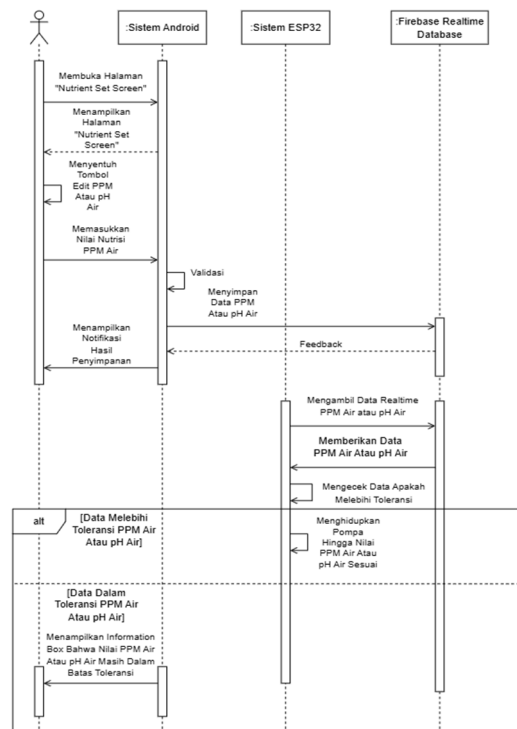 :Sistem Android
:Sistem ESP32
:Firebase Realtime
Database
Membuka Halaman
"Nutrient Set Screen"
Menampilkan
Halaman
"Nutrient Set
Screen"
Menyentuh
Tombol
Edit PPM
Atau pH
Air
Memasukkan
Nilai Nutrisi
PPM Air
Validasi
Menyimpan
Data PPM
Atau pH Air
Feedback
Menampilkan
Notifikasi
Hasil
Penyimpanan
Mengambil Data Realtime
PPM Air atau pH Air
Memberikan Data
PPM Air Atau pH Air
Mengecek Data Apakah
Melebihi Toleransi
alt
[Data Melebihi
Toleransi PPM Air
Atau pH Air]
Menghidupkan
Pompa
Hingga Nilai
PPM Air Atau
pH Air Sesuai
[Data Dalam
Toleransi PPM Air
Atau pH Air]
Menampilkan Information
Box Bahwa Nilai PPM Air
Atau pH Air Masih Dalam
Batas Toleransi